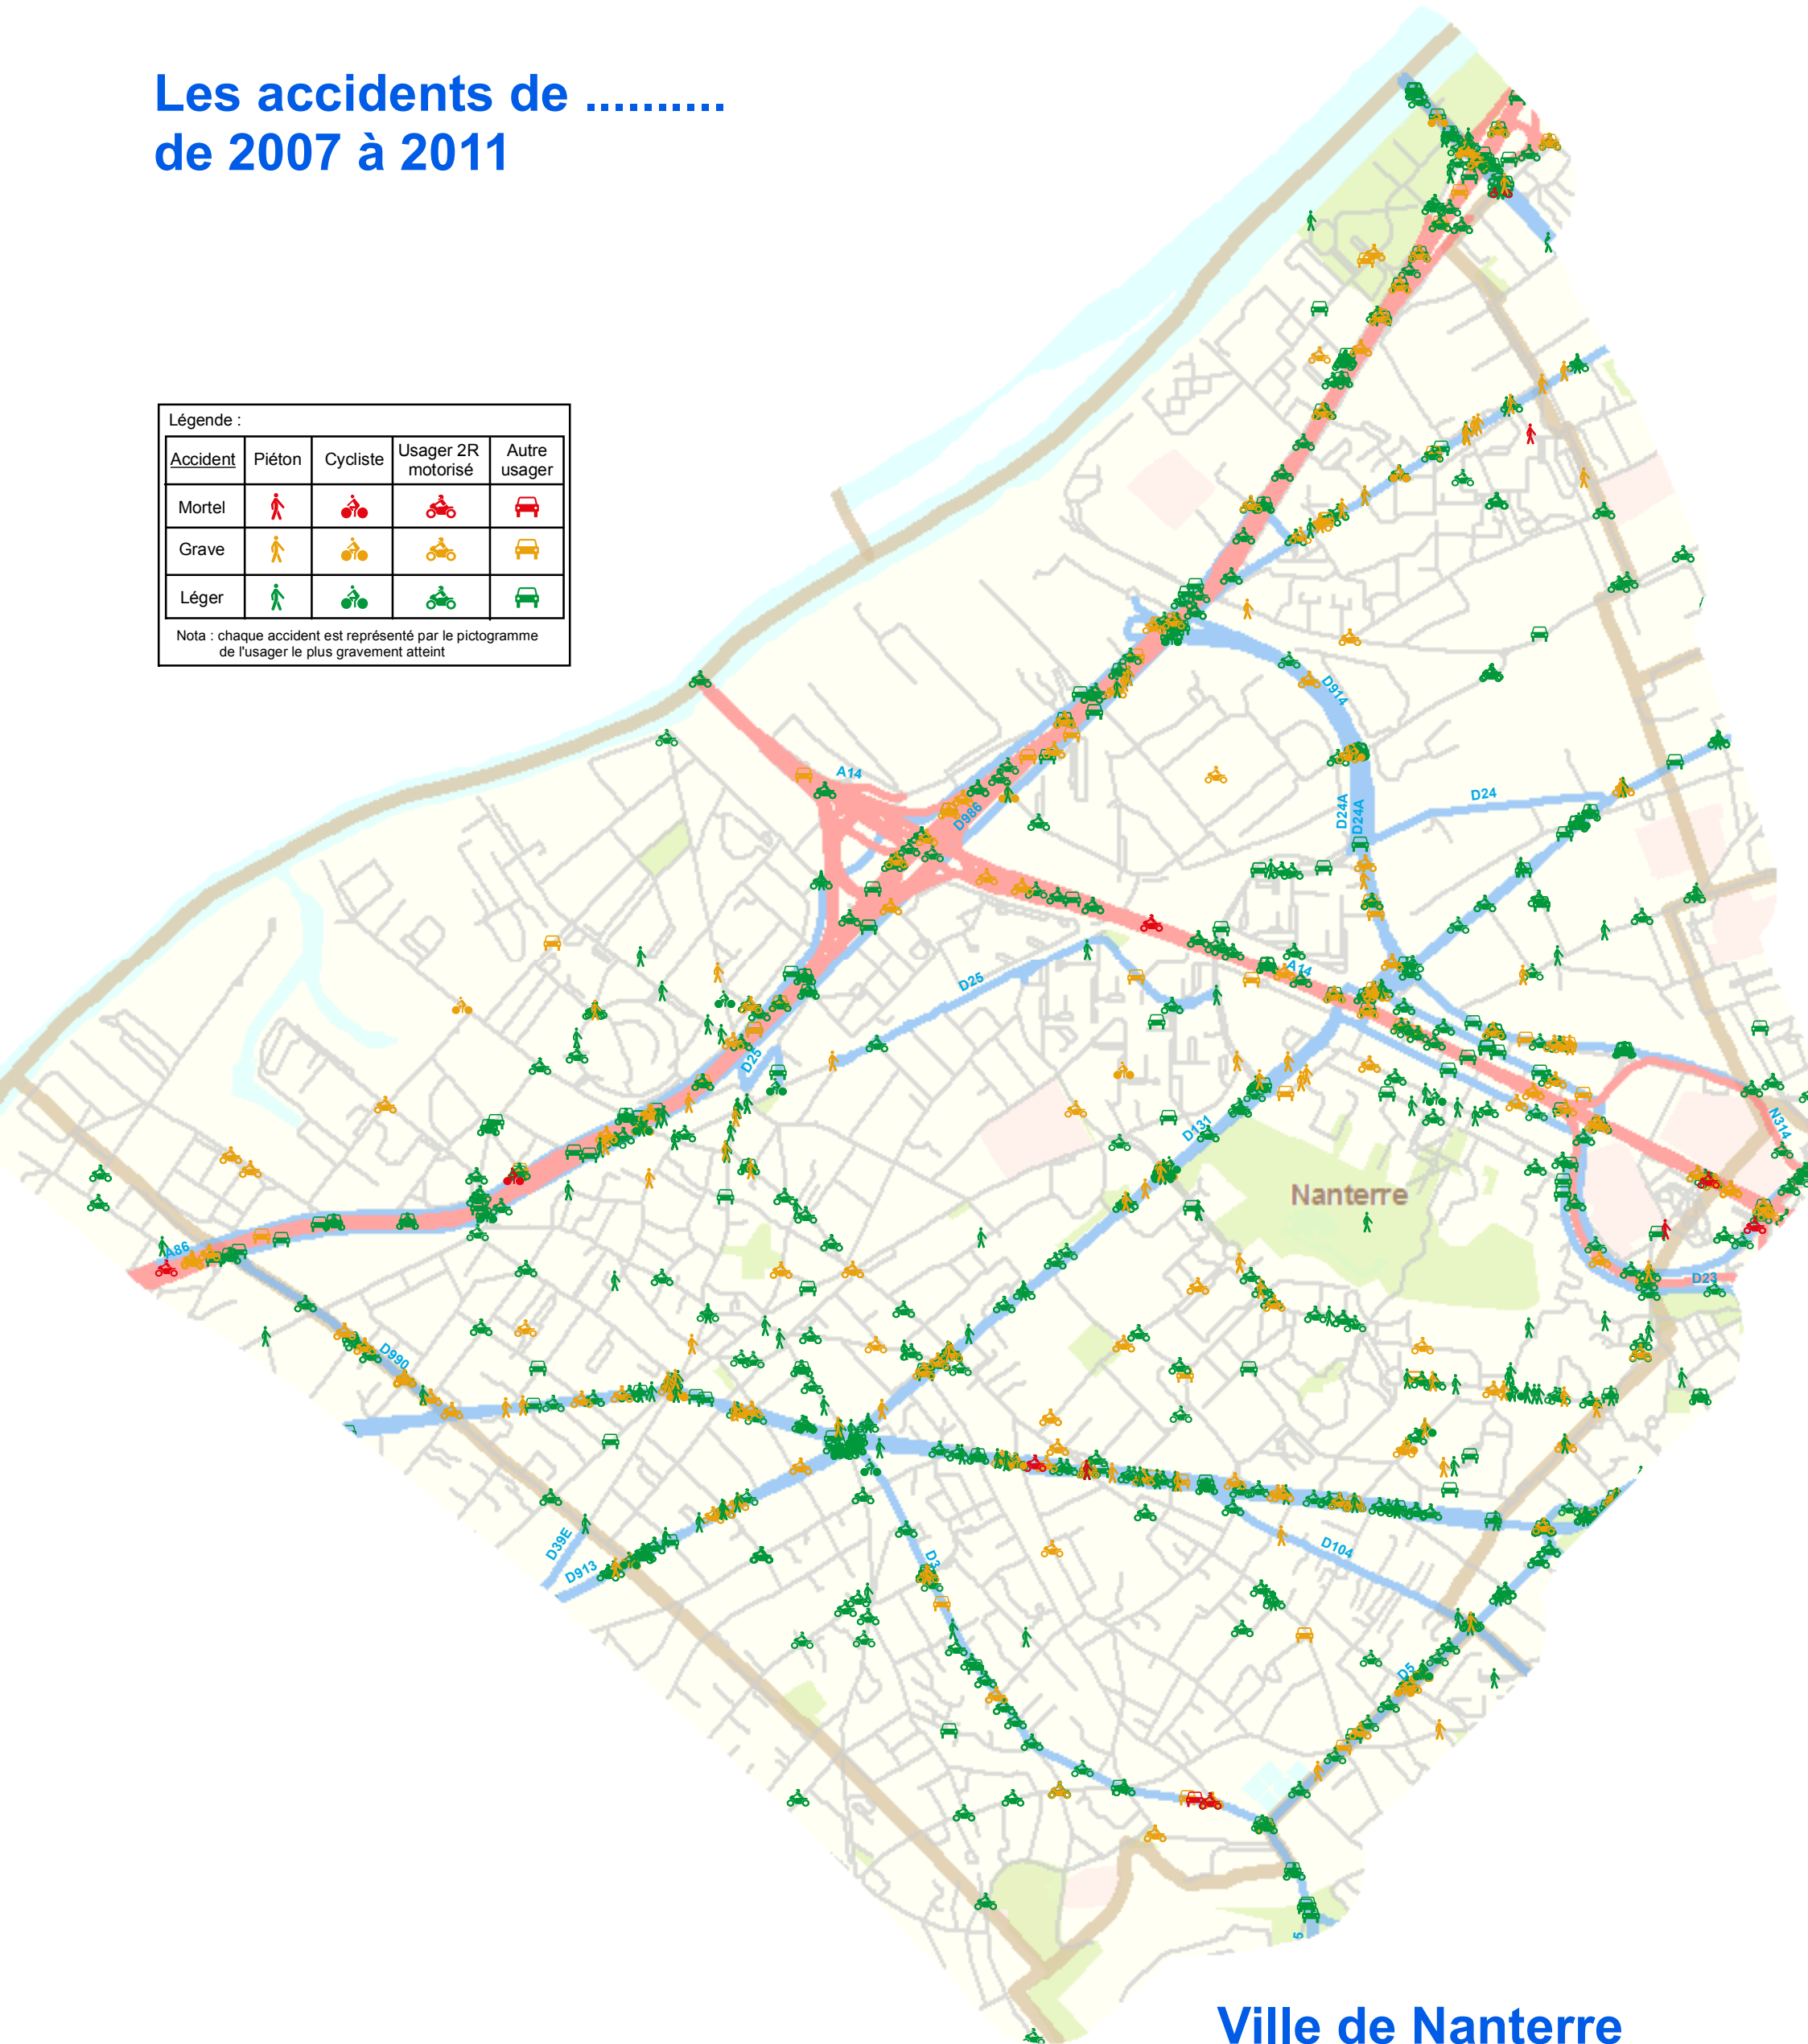 Les accidents de ..........
de 2007 à 2011
Légende :
Accident Piéton Cycliste Usager 2R motorisé Autre usager
Mortel
Grave
Léger
Nota : chaque accident est représenté par le pictogramme
de l'usager le plus gravement atteint
A14
D986
D914
D24A
D24A
D24
D25
A14
D25
D131
N314
Nanterre
A86
D23
D990
D39E
D913
D3
D104
D5
5
Ville de Nanterre